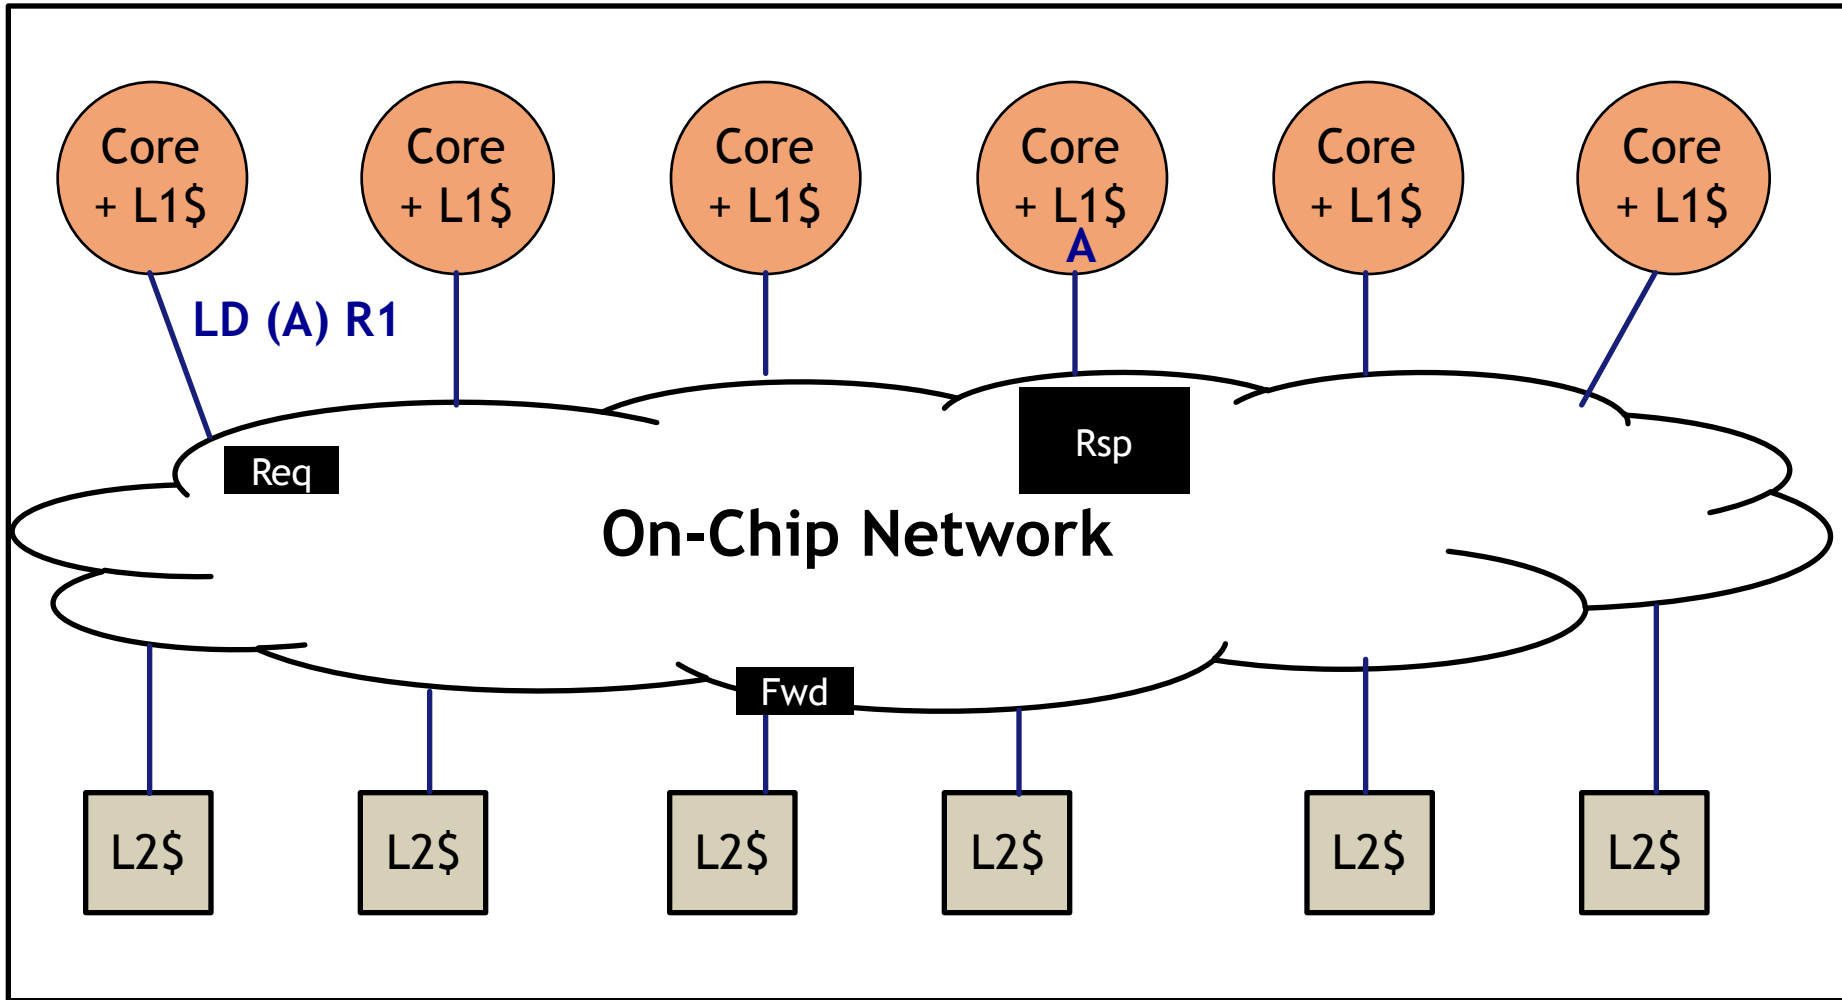 Core
+ L1$
Core
+ L1$
Core
+ L1$
Core
+ L1$
A
Core
+ L1$
Core
+ L1$
LD (A) R1
Req
Rsp
On-Chip Network
Fwd
L2$
L2$
L2$
L2$
L2$
L2$